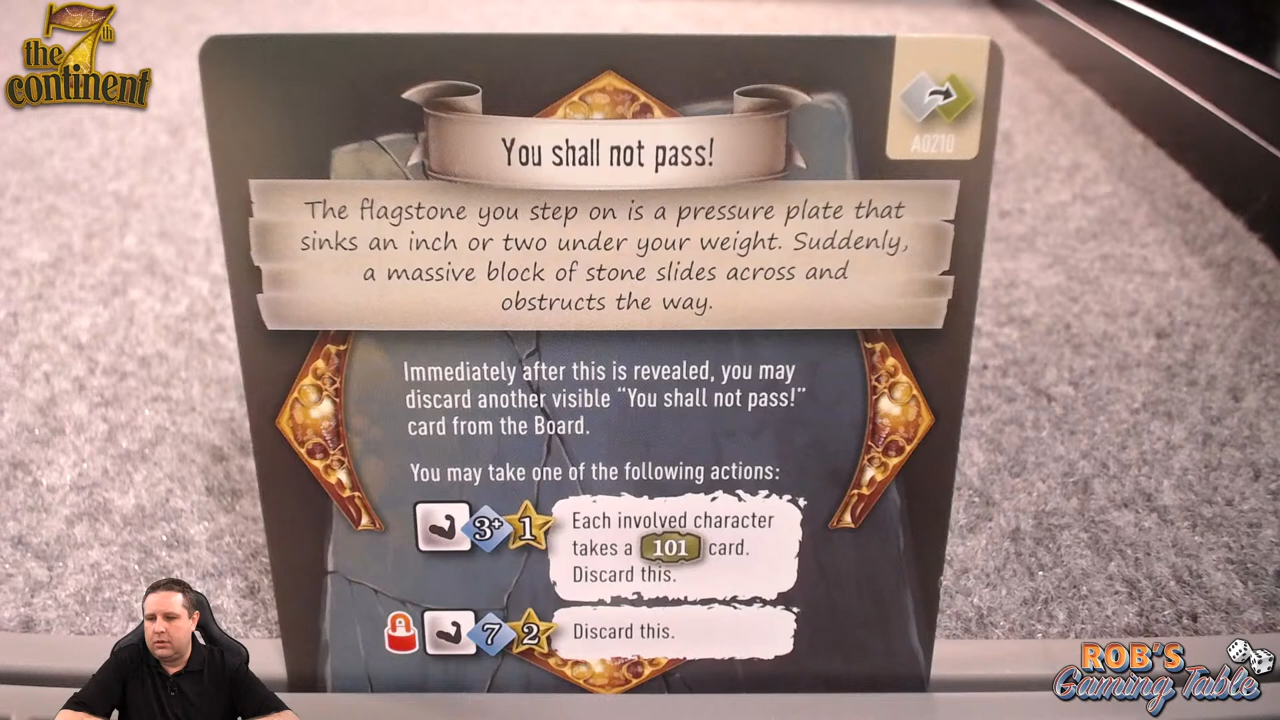 the 7th continent
A0210
You shall not pass!
The flagstone you step on is a pressure plate that
sinks an inch or two under your weight. Suddenly,
a massive block of stone slides across and
obstructs the way.
Immediately after this is revealed, you may
discard another visible “You shall not pass!”
card from the Board.
You may take one of the following actions:
3+ 1
Each involved character
takes a 101 card.
Discard this.
7 2
Discard this.
ROB'S
Gaming Table